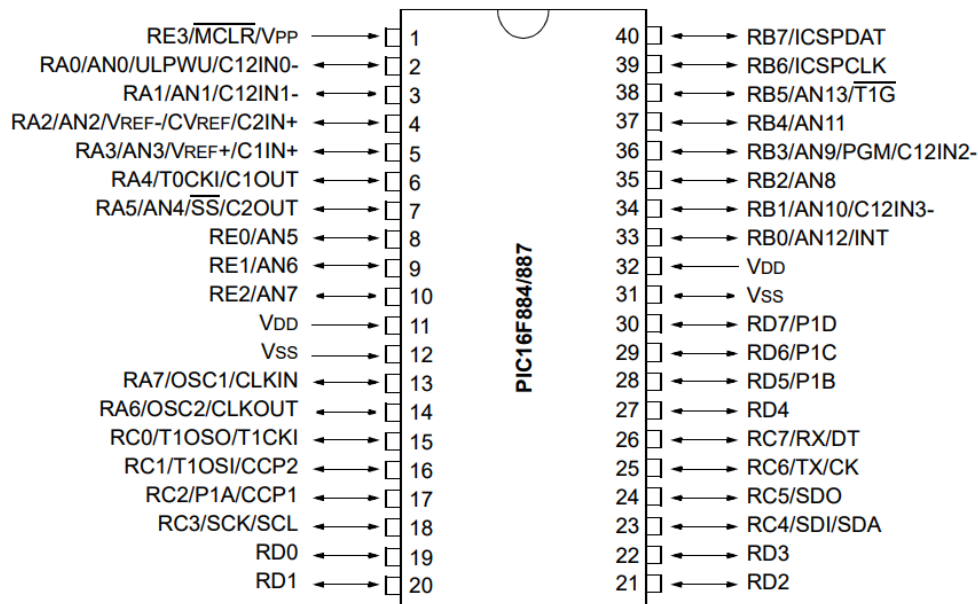 RE3/MCLR/VPP 1 40 RB7/ICSPDAT
RA0/AN0/ULPWU/C12IN0- 2 39 RB6/ICSPCLK
RA1/AN1/C12IN1- 3 38 RB5/AN13/T1G
RA2/AN2/VREF-/CVREF/C2IN+ 4 37 RB4/AN11
RA3/AN3/VREF+/C1IN+ 5 36 RB3/AN9/PGM/C12IN2-
RA4/T0CKI/C1OUT 6 35 RB2/AN8
RA5/AN4/SS/C2OUT 7 34 RB1/AN10/C12IN3-
RE0/AN5 8 33 RB0/AN12/INT
RE1/AN6 9 32 VDD
RE2/AN7 10 31 VSS
VDD 11 30 RD7/P1D
VSS 12 29 RD6/P1C
RA7/OSC1/CLKIN 13 28 RD5/P1B
RA6/OSC2/CLKOUT 14 27 RD4
RC0/T1OSO/T1CKI 15 26 RC7/RX/DT
RC1/T1OSI/CCP2 16 25 RC6/TX/CK
RC2/P1A/CCP1 17 24 RC5/SDO
RC3/SCK/SCL 18 23 RC4/SDI/SDA
RD0 19 22 RD3
RD1 20 21 RD2
PIC16F884/887